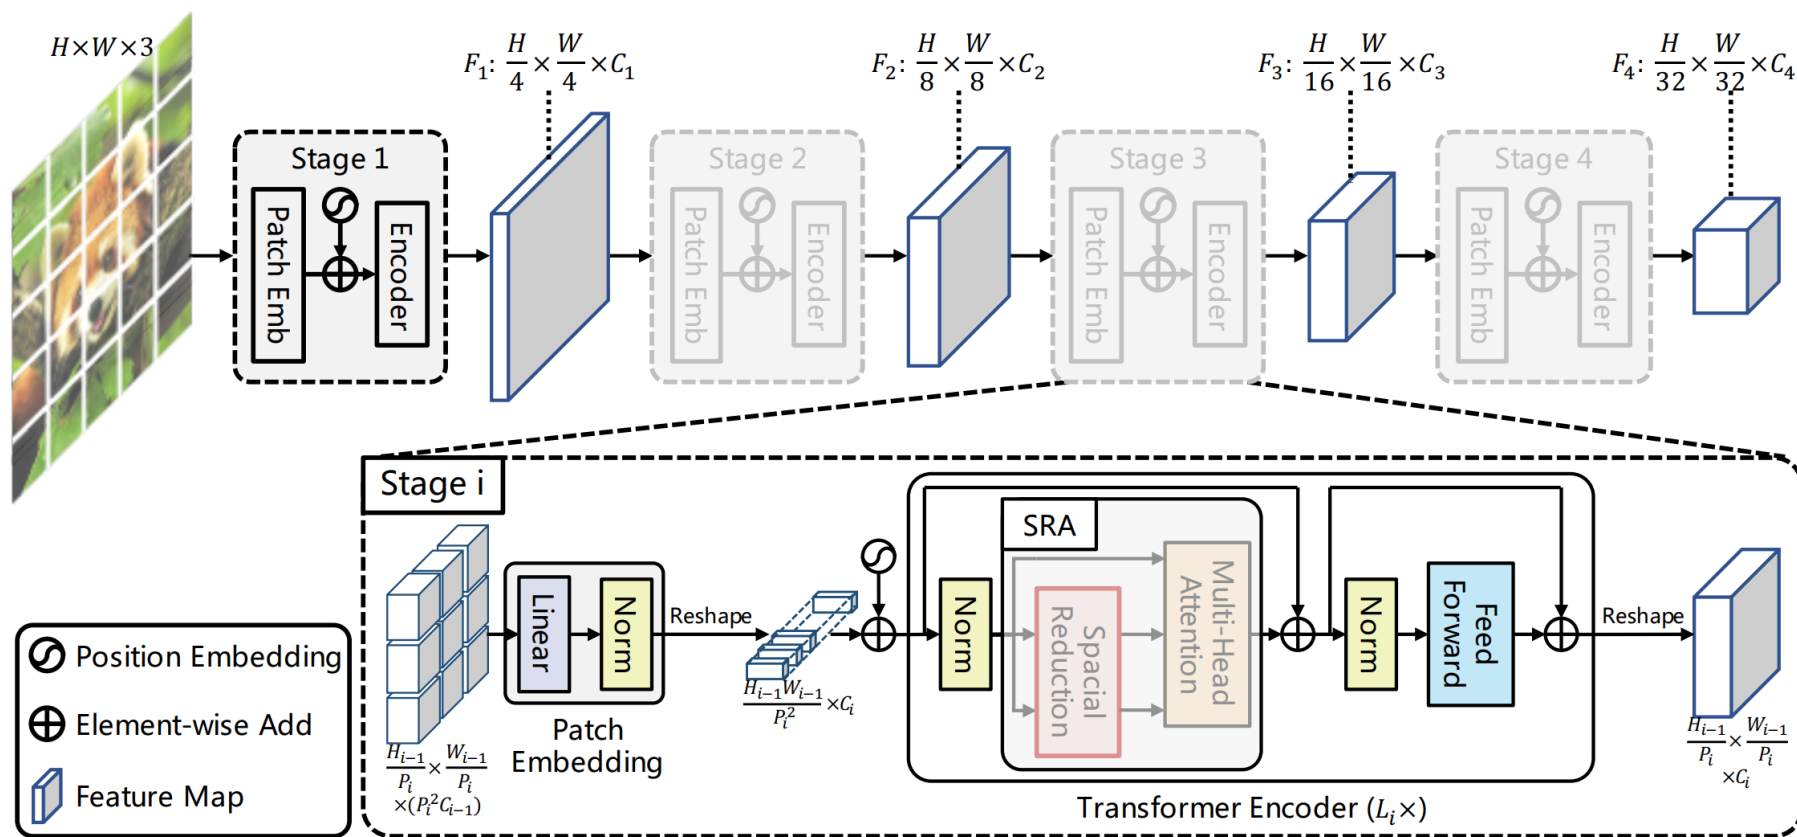 H×W×3
F₁: H/4 × W/4 ×C₁
F₂: H/8 × W/8 ×C₂
F₃: H/16 × W/16 ×C₃
F₄: H/32 × W/32 ×C₄
Stage 1
Patch Emb
Encoder
Stage 2
Patch Emb
Encoder
Stage 3
Patch Emb
Encoder
Stage 4
Patch Emb
Encoder
Stage i
Hᵢ₋₁/Pᵢ × Wᵢ₋₁/Pᵢ
×(Pᵢ²Cᵢ₋₁)
Linear
Norm
Patch
Embedding
Reshape
Hᵢ₋₁Wᵢ₋₁/Pᵢ² ×Cᵢ
Norm
SRA
Spacial
Reduction
Multi-Head
Attention
Norm
Feed
Forward
Transformer Encoder (Lᵢ×)
Reshape
Hᵢ₋₁/Pᵢ × Wᵢ₋₁/Pᵢ
×Cᵢ
Position Embedding
Element-wise Add
Feature Map